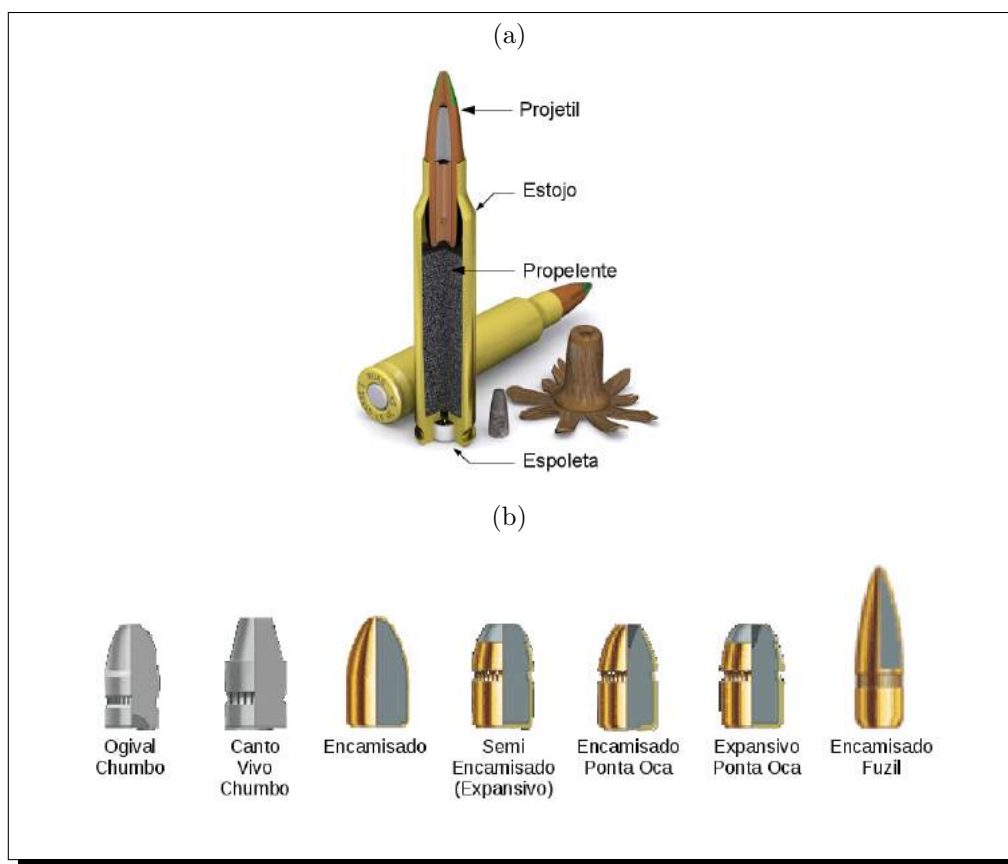 (a)
Projetil
Estojo
Propelente
Espoleta
(b)
Ogival
Chumbo
Canto
Vivo
Chumbo
Encamisado
Semi
Encamisado
(Expansivo)
Encamisado
Ponta Oca
Expansivo
Ponta Oca
Encamisado
Fuzil